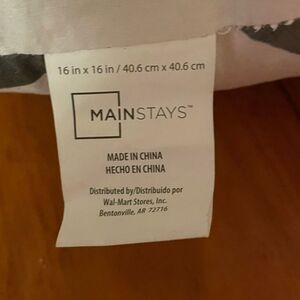 16 in x 16 in / 40.6 cm x 40.6 cm
MAINSTAYS™
MADE IN CHINA
HECHO EN CHINA
Distributed by/Distribuido por
Wal-Mart Stores, Inc.
Bentonville, AR 72716